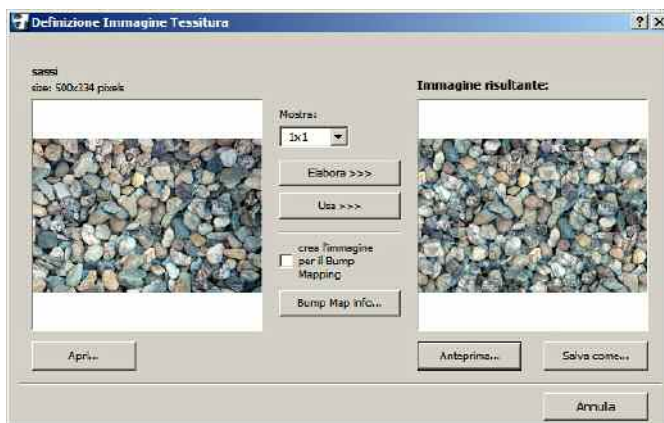 Definizione Immagine Tessitura
sassi
size: 500x334 pixels
Immagine risultante:
Mostra:
1x1
Elabora >>>
Usa >>>
crea l'immagine
per il Bump
Mapping
Bump Map info...
Apri...
Anteprima...
Salva come...
Annulla